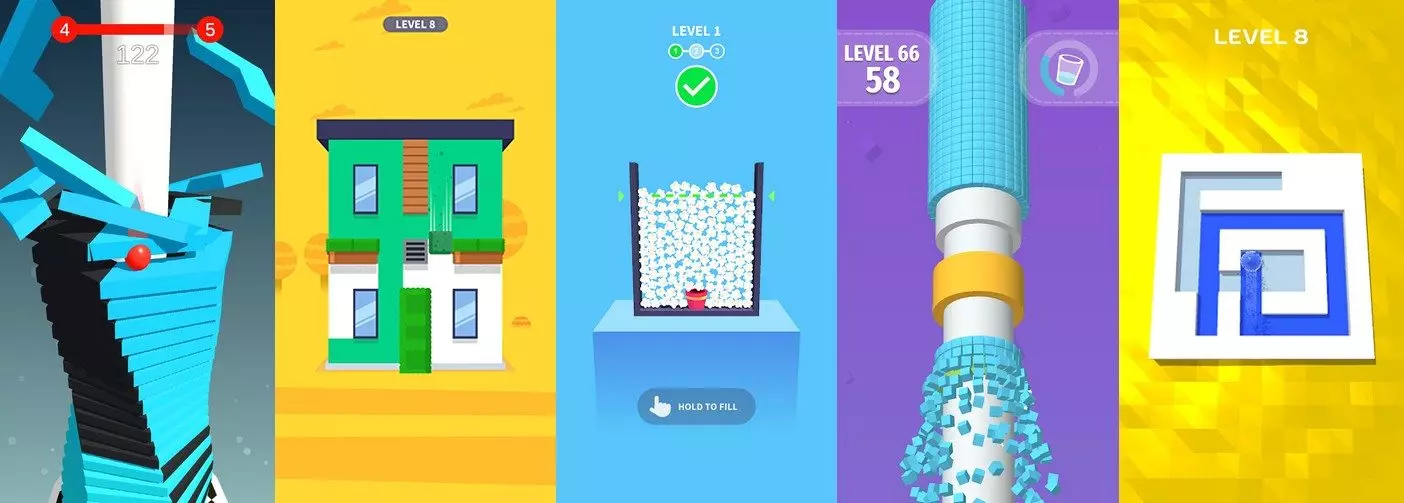 4 5
122
LEVEL 8
LEVEL 1
1 2 3
HOLD TO FILL
LEVEL 66
58
LEVEL 8